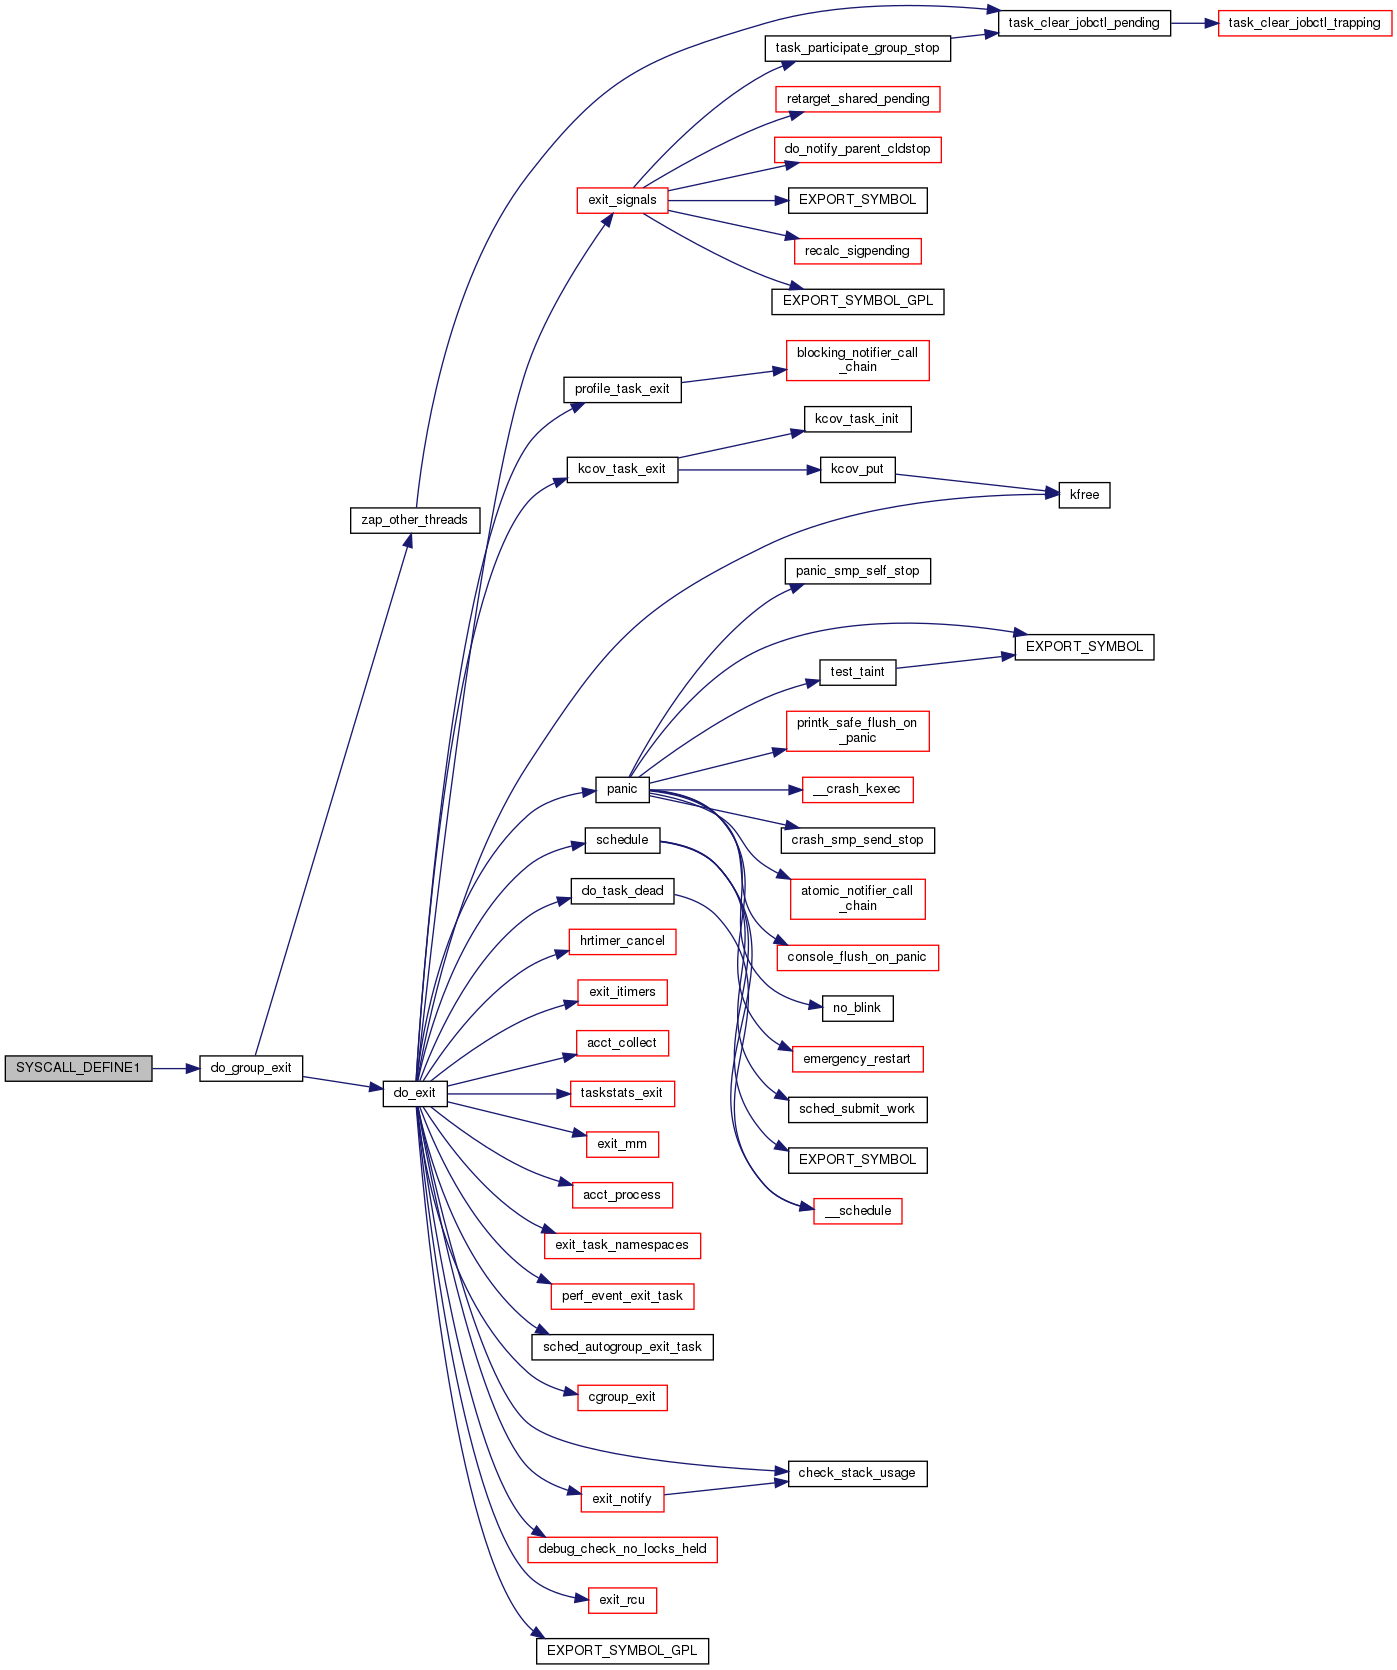 task_clear_jobctl_pending
task_clear_jobctl_trapping
task_participate_group_stop
retarget_shared_pending
do_notify_parent_cldstop
exit_signals
EXPORT_SYMBOL
recalc_sigpending
EXPORT_SYMBOL_GPL
blocking_notifier_call
_chain
profile_task_exit
kcov_task_init
kcov_task_exit
kcov_put
kfree
zap_other_threads
panic_smp_self_stop
EXPORT_SYMBOL
test_taint
printk_safe_flush_on
_panic
panic
__crash_kexec
schedule
crash_smp_send_stop
do_task_dead
atomic_notifier_call
_chain
hrtimer_cancel
console_flush_on_panic
exit_itimers
no_blink
acct_collect
emergency_restart
SYSCALL_DEFINE1
do_group_exit
do_exit
taskstats_exit
sched_submit_work
exit_mm
EXPORT_SYMBOL
acct_process
__schedule
exit_task_namespaces
perf_event_exit_task
sched_autogroup_exit_task
cgroup_exit
check_stack_usage
exit_notify
debug_check_no_locks_held
exit_rcu
EXPORT_SYMBOL_GPL